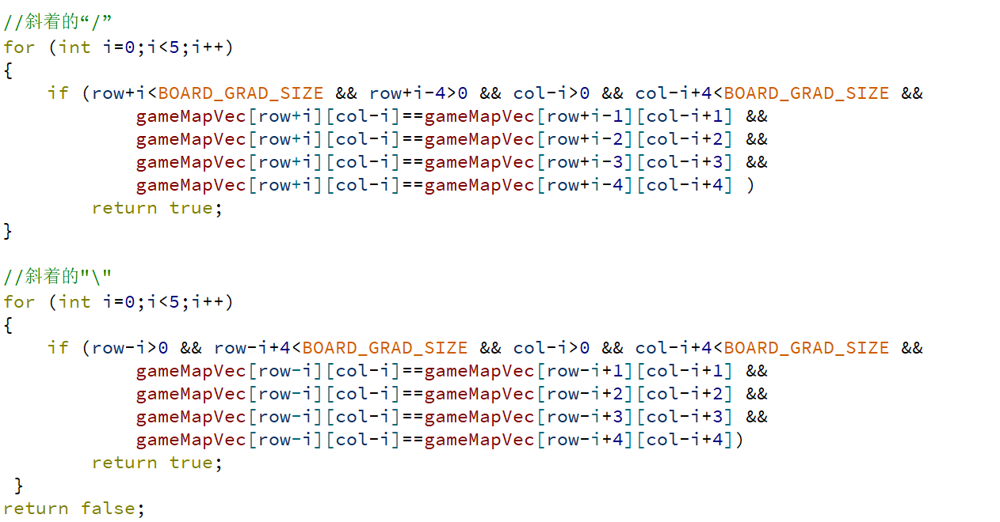 //斜着的“/”
for (int i=0;i<5;i++)
{
    if (row+i<BOARD_GRAD_SIZE && row+i-4>0 && col-i>0 && col-i+4<BOARD_GRAD_SIZE &&
            gameMapVec[row+i][col-i]==gameMapVec[row+i-1][col-i+1] &&
            gameMapVec[row+i][col-i]==gameMapVec[row+i-2][col-i+2] &&
            gameMapVec[row+i][col-i]==gameMapVec[row+i-3][col-i+3] &&
            gameMapVec[row+i][col-i]==gameMapVec[row+i-4][col-i+4] )
        return true;
}

//斜着的"\"
for (int i=0;i<5;i++)
{
    if (row-i>0 && row-i+4<BOARD_GRAD_SIZE && col-i>0 && col-i+4<BOARD_GRAD_SIZE &&
            gameMapVec[row-i][col-i]==gameMapVec[row-i+1][col-i+1] &&
            gameMapVec[row-i][col-i]==gameMapVec[row-i+2][col-i+2] &&
            gameMapVec[row-i][col-i]==gameMapVec[row-i+3][col-i+3] &&
            gameMapVec[row-i][col-i]==gameMapVec[row-i+4][col-i+4])
        return true;
 }
return false;